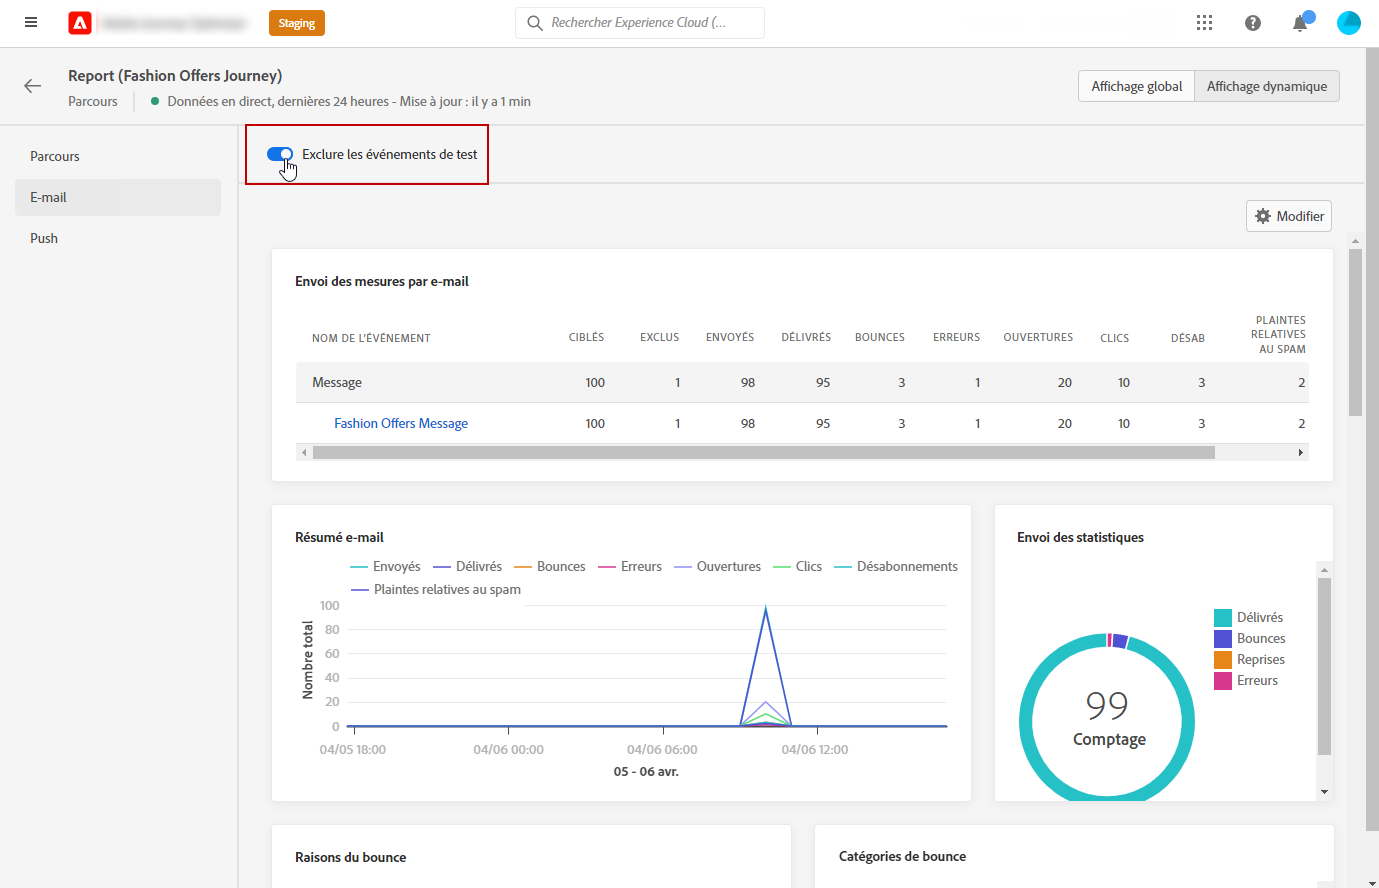 Staging
Rechercher Experience Cloud (...
Report (Fashion Offers Journey)
Parcours
Données en direct, dernières 24 heures - Mise à jour : il y a 1 min
Affichage global
Affichage dynamique
Parcours
E-mail
Push
Exclure les événements de test
Modifier
Envoi des mesures par e-mail
NOM DE L'ÉVÉNEMENT CIBLÉS EXCLUS ENVOYÉS DÉLIVRÉS BOUNCES ERREURS OUVERTURES CLICS DÉSAB PLAINTES
RELATIVES
AU SPAM
Message 100 1 98 95 3 1 20 10 3 2
Fashion Offers Message 100 1 98 95 3 1 20 10 3 2
Résumé e-mail
Envoyés Délivrés Bounces Erreurs Ouvertures Clics Désabonnements
Plaintes relatives au spam
Nombre total
100
80
60
40
20
0
04/05 18:00 04/06 00:00 04/06 06:00 04/06 12:00
05 - 06 avr.
Envoi des statistiques
Délivrés
Bounces
Reprises
Erreurs
99
Comptage
Raisons du bounce
Catégories de bounce